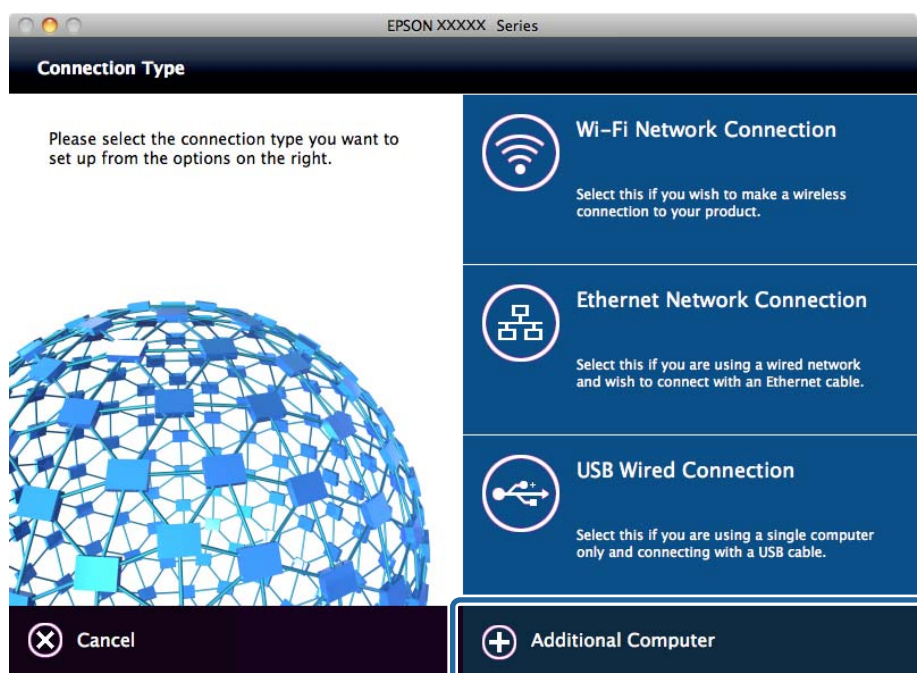 EPSON XXXXX Series
Connection Type
Please select the connection type you want to
set up from the options on the right.
Wi-Fi Network Connection
Select this if you wish to make a wireless
connection to your product.
Ethernet Network Connection
Select this if you are using a wired network
and wish to connect with an Ethernet cable.
USB Wired Connection
Select this if you are using a single computer
only and connecting with a USB cable.
Cancel
Additional Computer